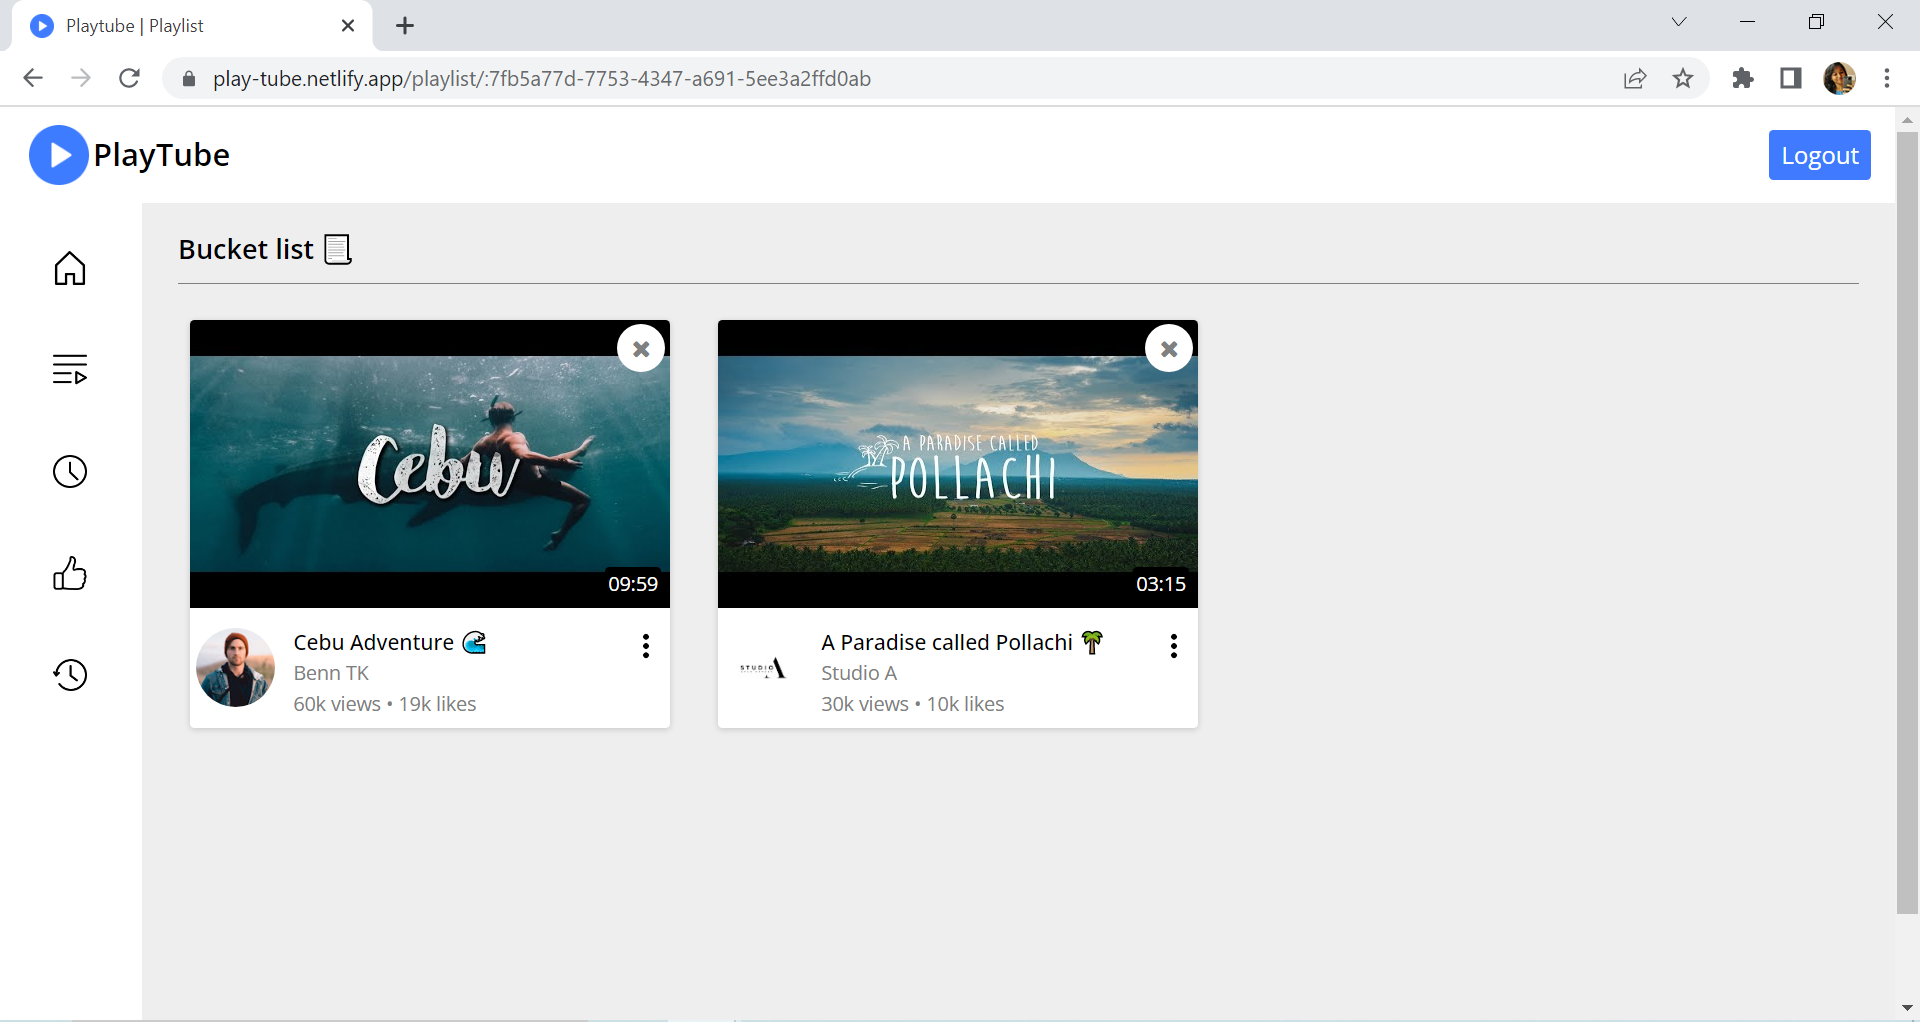 Playtube | Playlist
play-tube.netlify.app/playlist/:7fb5a77d-7753-4347-a691-5ee3a2ffd0ab
PlayTube
Logout
Bucket list 📃
Cebu
09:59
Cebu Adventure 🌊
Benn TK
60k views • 19k likes
A PARADISE CALLED
POLLACHI
03:15
STUDIO A
A Paradise called Pollachi 🌴
Studio A
30k views • 10k likes